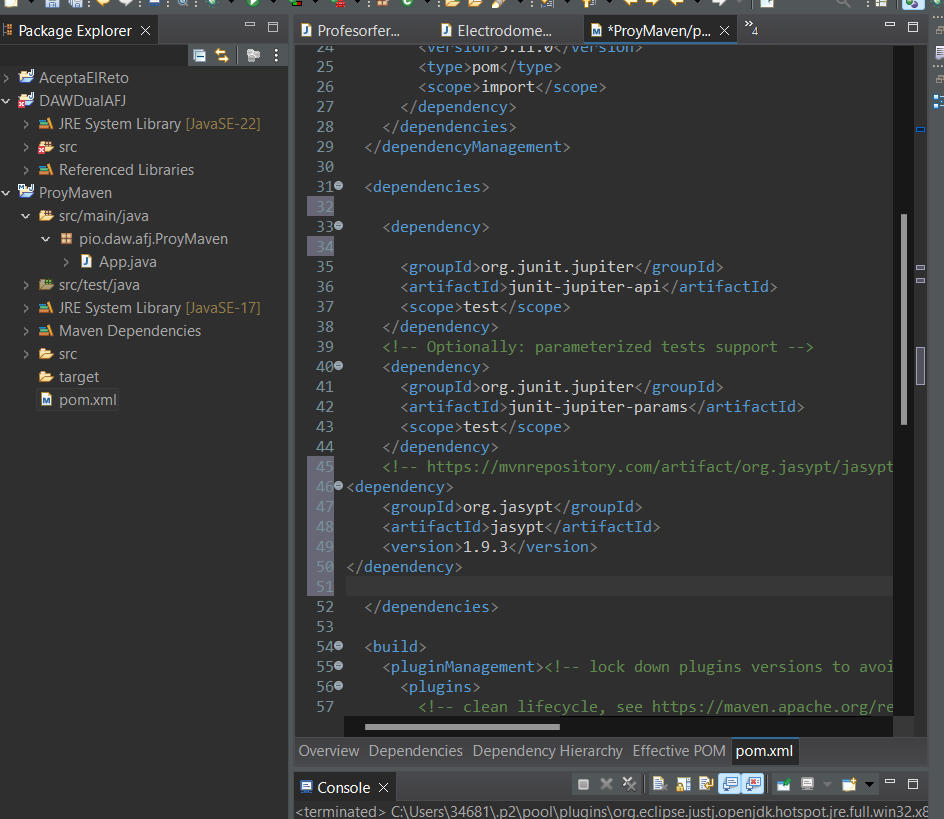 Package Explorer
AceptaElReto
DAWDualAFJ
JRE System Library [JavaSE-22]
src
Referenced Libraries
ProyMaven
src/main/java
pio.daw.afj.ProyMaven
App.java
src/test/java
JRE System Library [JavaSE-17]
Maven Dependencies
src
target
pom.xml
Profesorfer... Electrodome... *ProyMaven/p... »4
24 <version>5.11.0</version>
25 <type>pom</type>
26 <scope>import</scope>
27 </dependency>
28 </dependencies>
29 </dependencyManagement>
30
31 <dependencies>
32
33 <dependency>
34
35 <groupId>org.junit.jupiter</groupId>
36 <artifactId>junit-jupiter-api</artifactId>
37 <scope>test</scope>
38 </dependency>
39 <!-- Optionally: parameterized tests support -->
40 <dependency>
41 <groupId>org.junit.jupiter</groupId>
42 <artifactId>junit-jupiter-params</artifactId>
43 <scope>test</scope>
44 </dependency>
45 <!-- https://mvnrepository.com/artifact/org.jasypt/jasypt
46 <dependency>
47 <groupId>org.jasypt</groupId>
48 <artifactId>jasypt</artifactId>
49 <version>1.9.3</version>
50 </dependency>
51
52 </dependencies>
53
54 <build>
55 <pluginManagement><!-- lock down plugins versions to avoi
56 <plugins>
57 <!-- clean lifecycle, see https://maven.apache.org/re
Overview Dependencies Dependency Hierarchy Effective POM pom.xml
Console
<terminated> C:\Users\34681\.p2\pool\plugins\org.eclipse.justj.openjdk.hotspot.jre.full.win32.x8